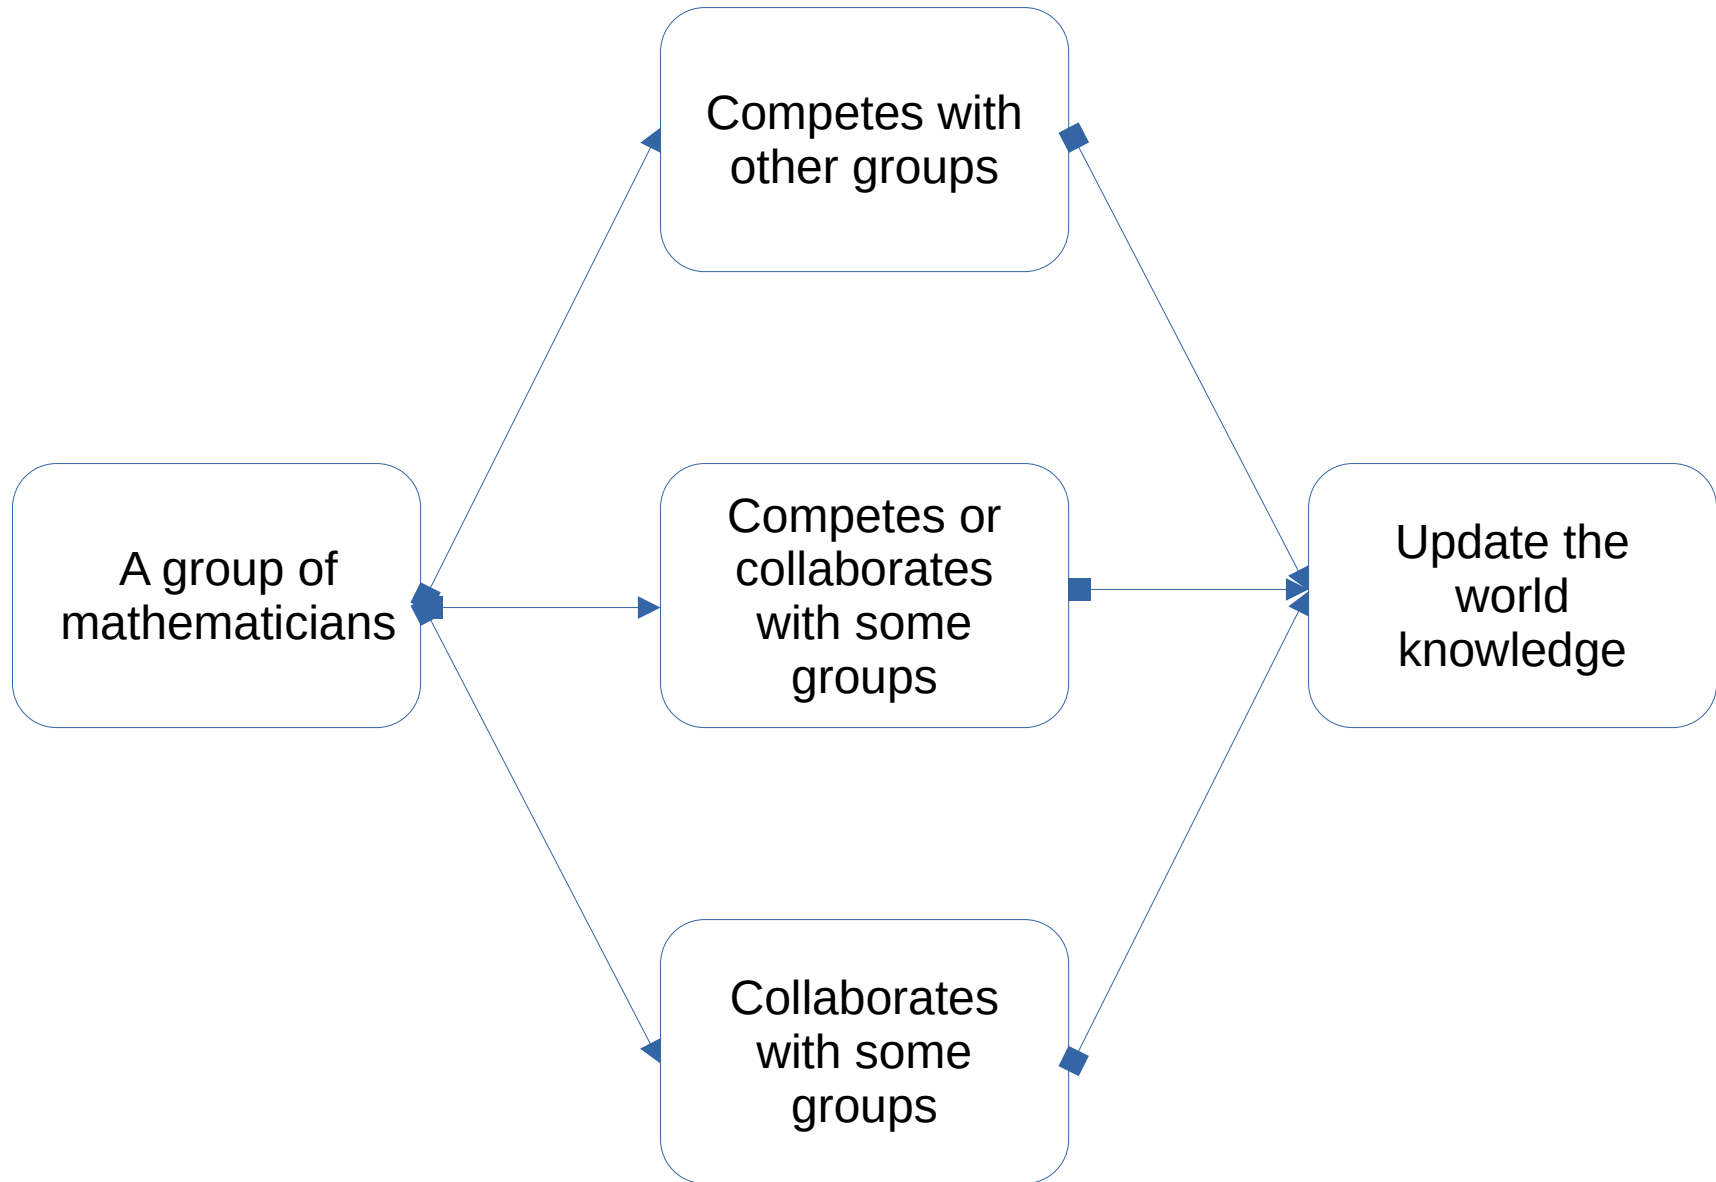 Competes with
other groups
A group of
mathematicians
Competes or
collaborates
with some
groups
Update the
world
knowledge
Collaborates
with some
groups